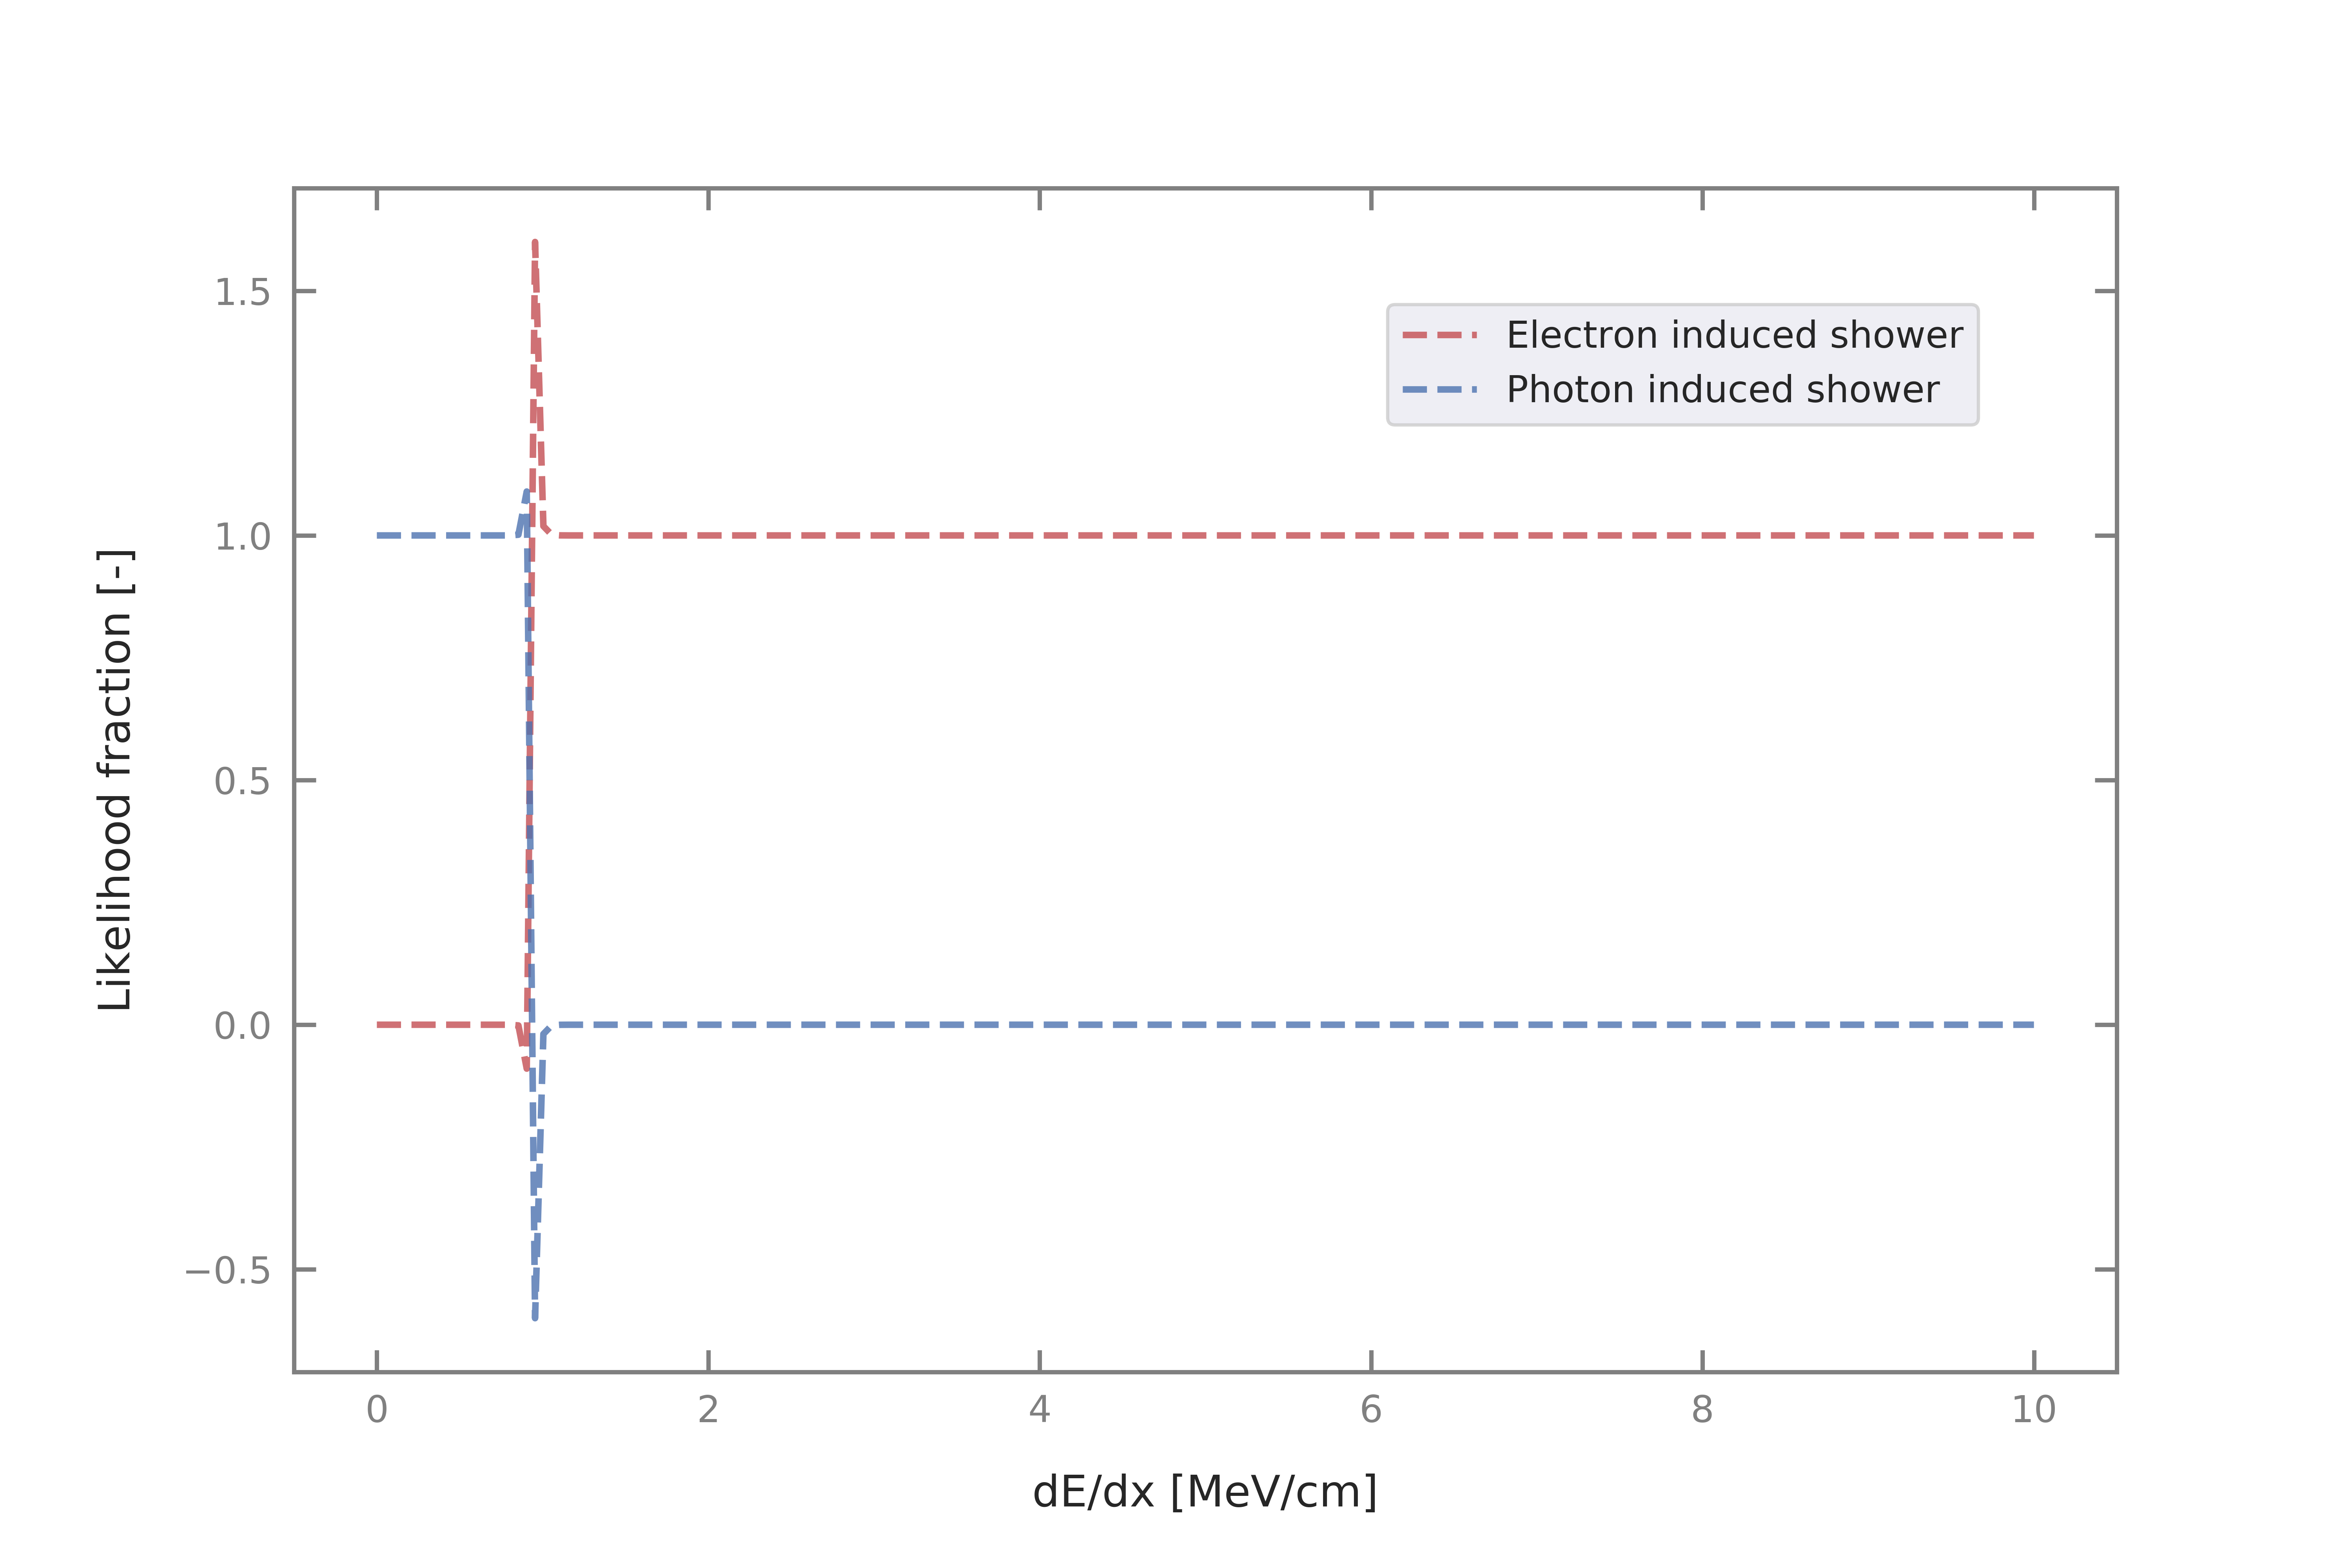 1.5
1.0
0.5
0.0
−0.5
Likelihood fraction [-]
Electron induced shower
Photon induced shower
0 2 4 6 8 10
dE/dx [MeV/cm]